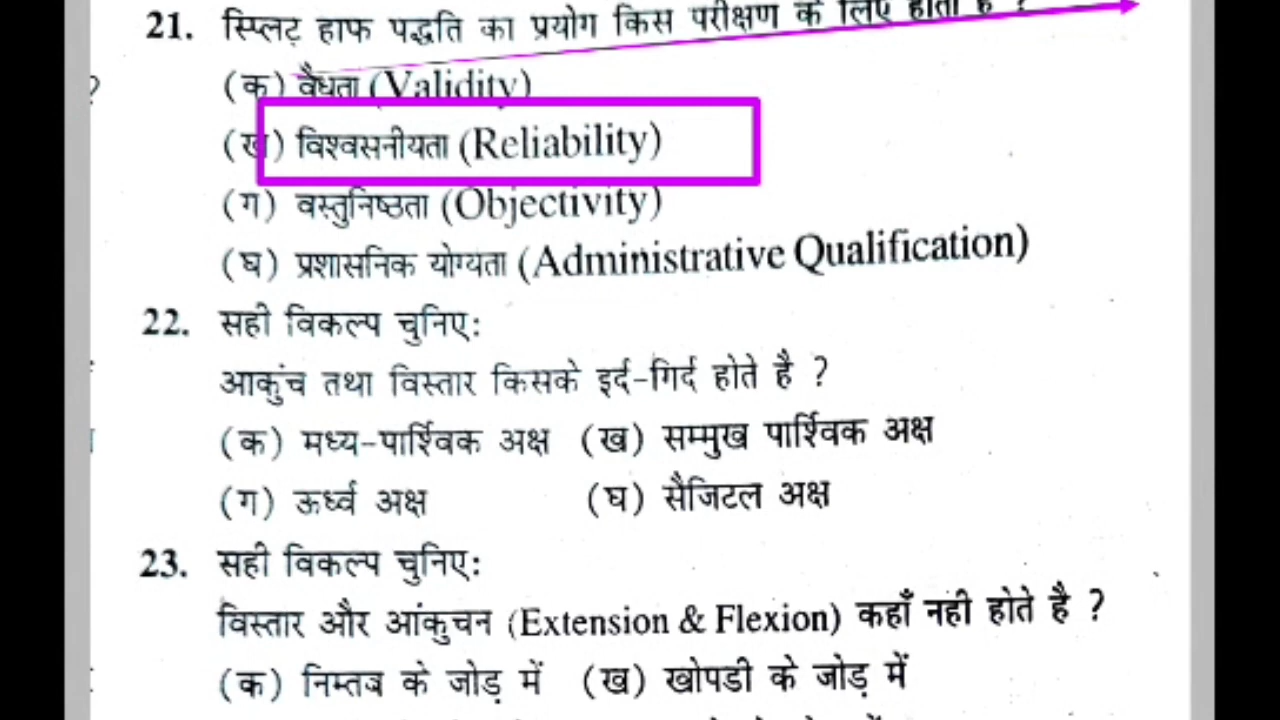 21. स्प्लिट् हाफ पद्धति का प्रयोग किस परीक्षण के लिए होता है ?
(क) वैधता (Validity)
(ख) विश्वसनीयता (Reliability)
(ग) वस्तुनिष्ठता (Objectivity)
(घ) प्रशासनिक योग्यता (Administrative Qualification)
22. सही विकल्प चुनिए:
आकुंच तथा विस्तार किसके इर्द-गिर्द होते है ?
(क) मध्य-पार्श्विक अक्ष (ख) सम्मुख पार्श्विक अक्ष
(ग) ऊर्ध्व अक्ष (घ) सैजिटल अक्ष
23. सही विकल्प चुनिए:
विस्तार और आंकुचन (Extension & Flexion) कहाँ नही होते है ?
(क) के जोड़ में (ख) खोपडी के जोड़ में